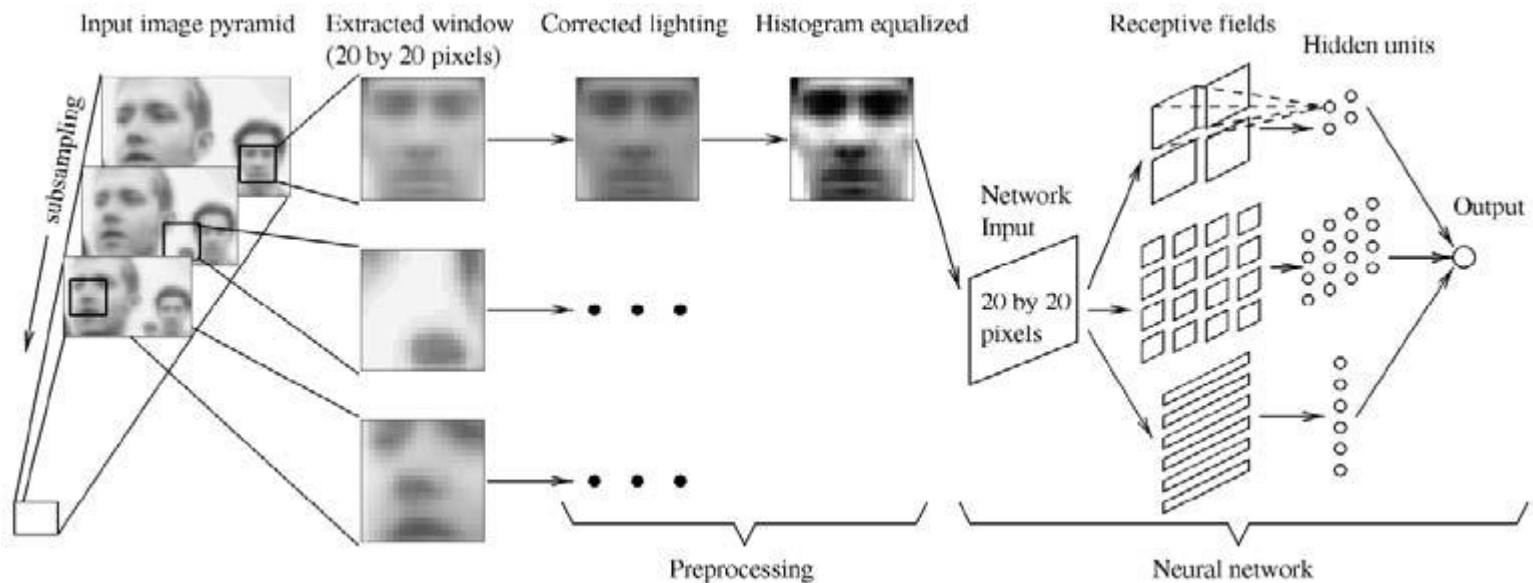 Input image pyramid
Extracted window
(20 by 20 pixels)
Corrected lighting
Histogram equalized
Receptive fields
Hidden units
subsampling
Network
Input
20 by 20
pixels
Output
Preprocessing
Neural network